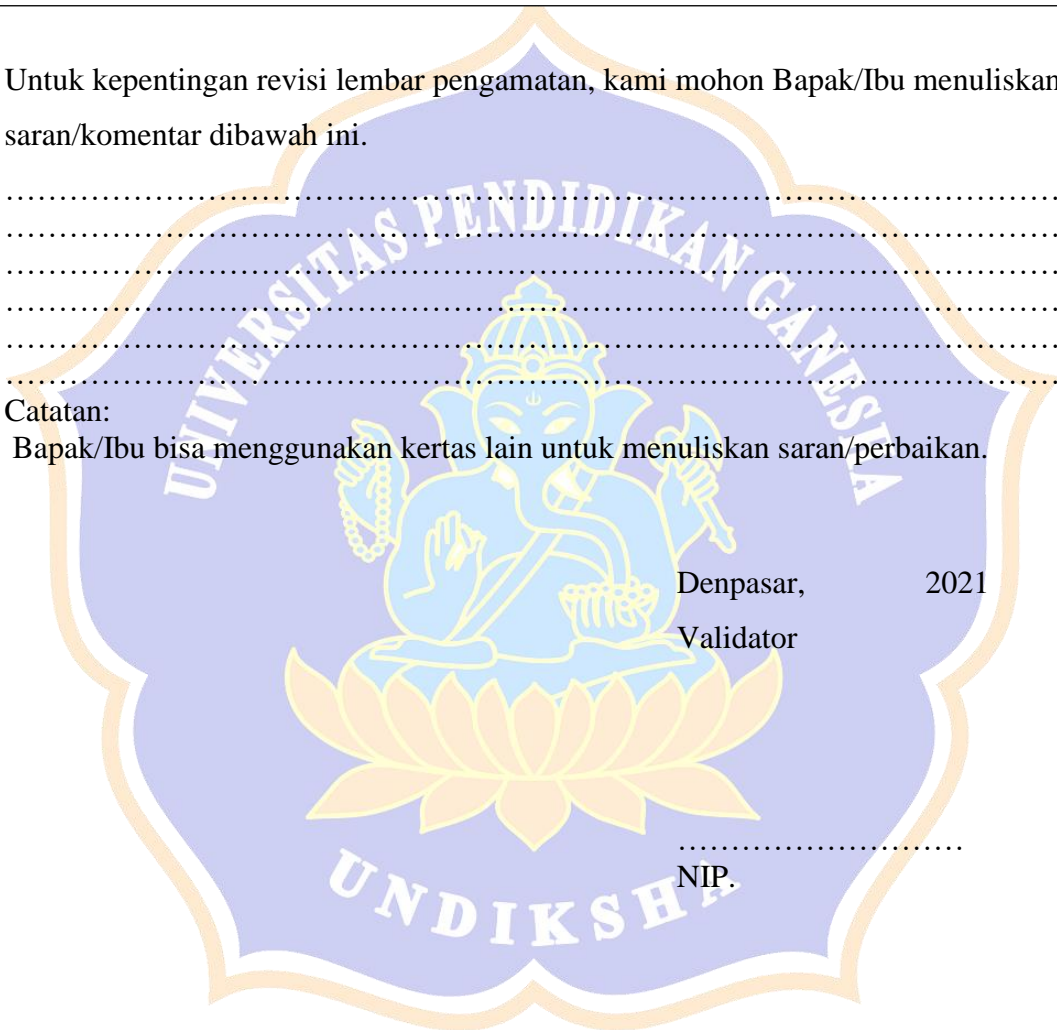 Untuk kepentingan revisi lembar pengamatan, kami mohon Bapak/Ibu menuliskan
saran/komentar dibawah ini.
……………………………………………………………………………………
……………………………………………………………………………………
……………………………………………………………………………………
……………………………………………………………………………………
……………………………………………………………………………………
……………………………………………………………………………………
Catatan:
Bapak/Ibu bisa menggunakan kertas lain untuk menuliskan saran/perbaikan.
Denpasar, 2021
Validator
………………………
NIP.
UNIVERSITAS PENDIDIKAN GANESHA
UNDIKSHA